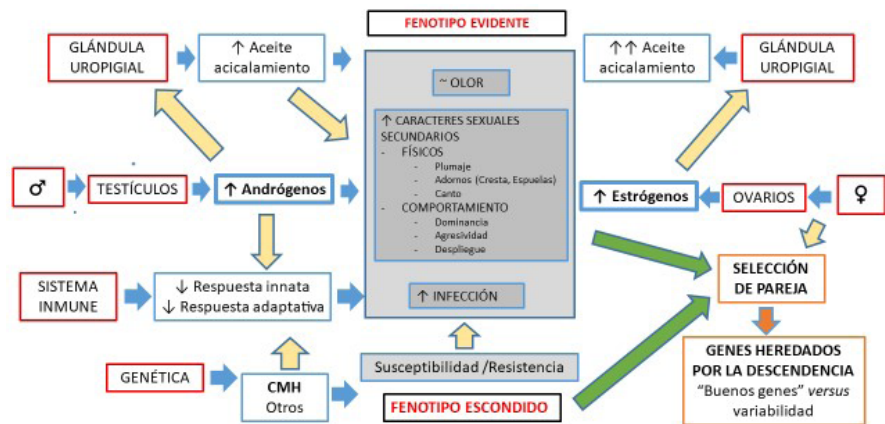 FENOTIPO EVIDENTE
GLÁNDULA
UROPIGIAL
↑ Aceite
acicalamiento
↑↑ Aceite
acicalamiento
GLÁNDULA
UROPIGIAL
~ OLOR
↑ CARACTERES SEXUALES
SECUNDARIOS
- FÍSICOS
- Plumaje
- Adornos (Cresta, Espuelas)
- Canto
- COMPORTAMIENTO
- Dominancia
- Agresividad
- Despliegue
♂
TESTÍCULOS
↑ Andrógenos
↑ Estrógenos
OVARIOS
♀
SISTEMA
INMUNE
↓ Respuesta innata
↓ Respuesta adaptativa
↑ INFECCIÓN
SELECCIÓN
DE PAREJA
GENÉTICA
CMH
Otros
Susceptibilidad /Resistencia
FENOTIPO ESCONDIDO
GENES HEREDADOS
POR LA DESCENDENCIA
“Buenos genes” versus
variabilidad